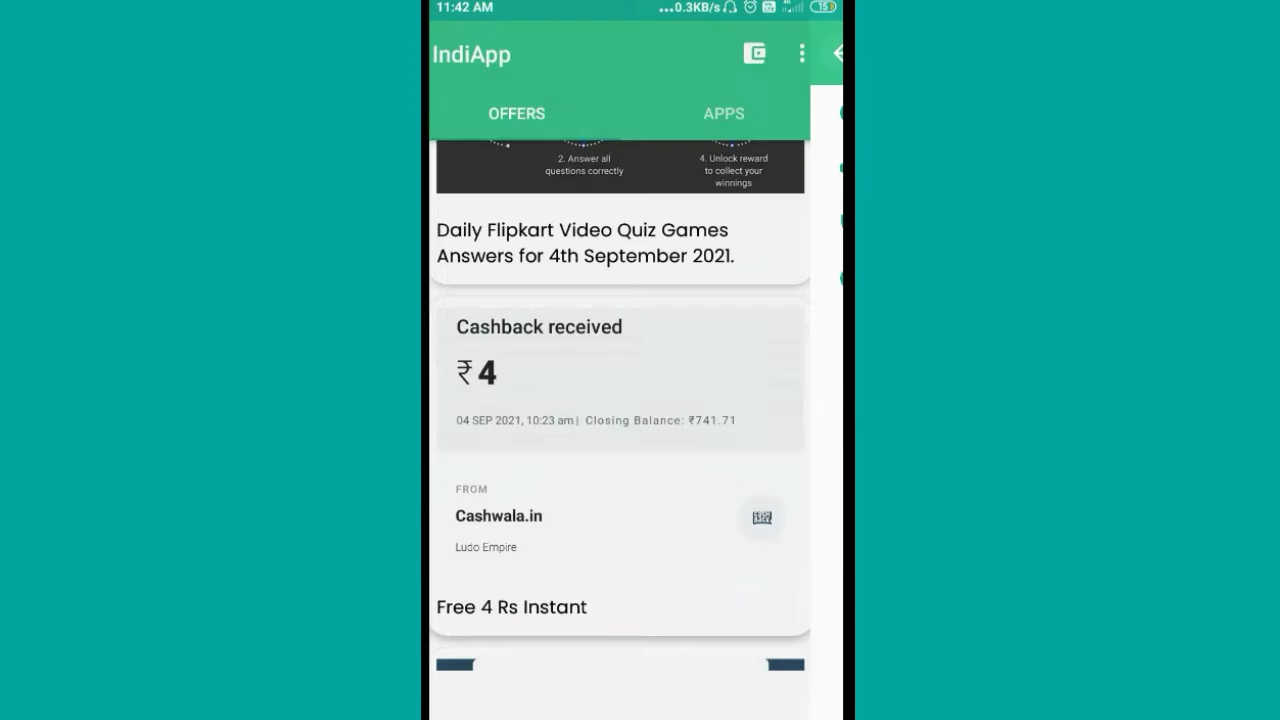 11:42 AM
...0.3KB/s
15
IndiApp
OFFERS
APPS
2. Answer all
questions correctly
4. Unlock reward
to collect your
winnings
Daily Flipkart Video Quiz Games
Answers for 4th September 2021.
Cashback received
₹4
04 SEP 2021, 10:23 am| Closing Balance: ₹741.71
FROM
Cashwala.in
Ludo Empire
Free 4 Rs Instant